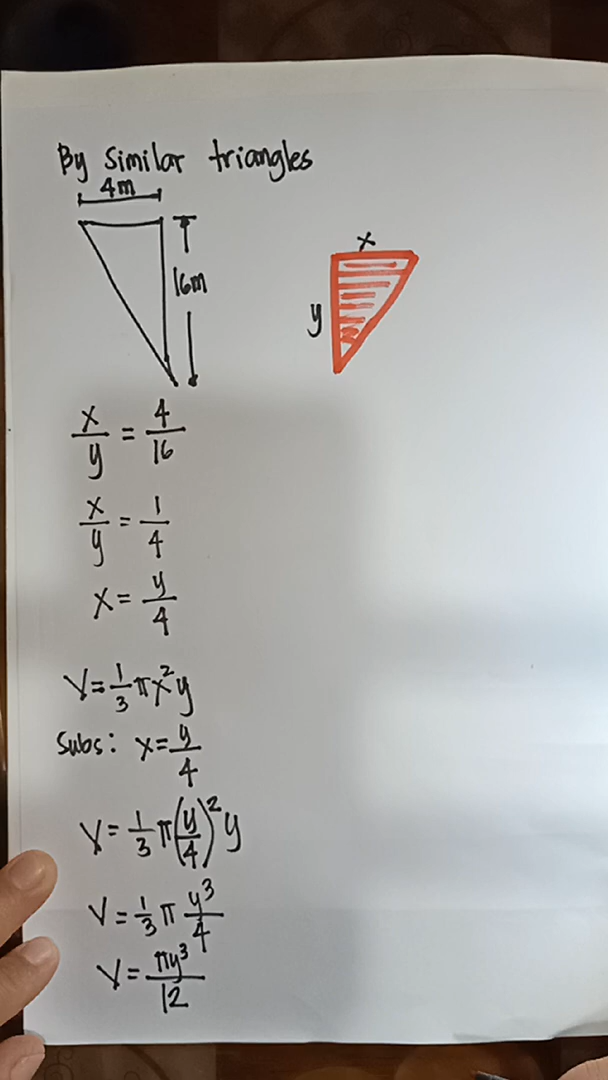 By Similar triangles
4m
16m
x
y
x/y = 4/16
x/y = 1/4
x = y/4
V = 1/3 πx²y
Subs: x = y/4
V = 1/3 π(y/4)² y
V = 1/3 π y³/4
V = πy³/12